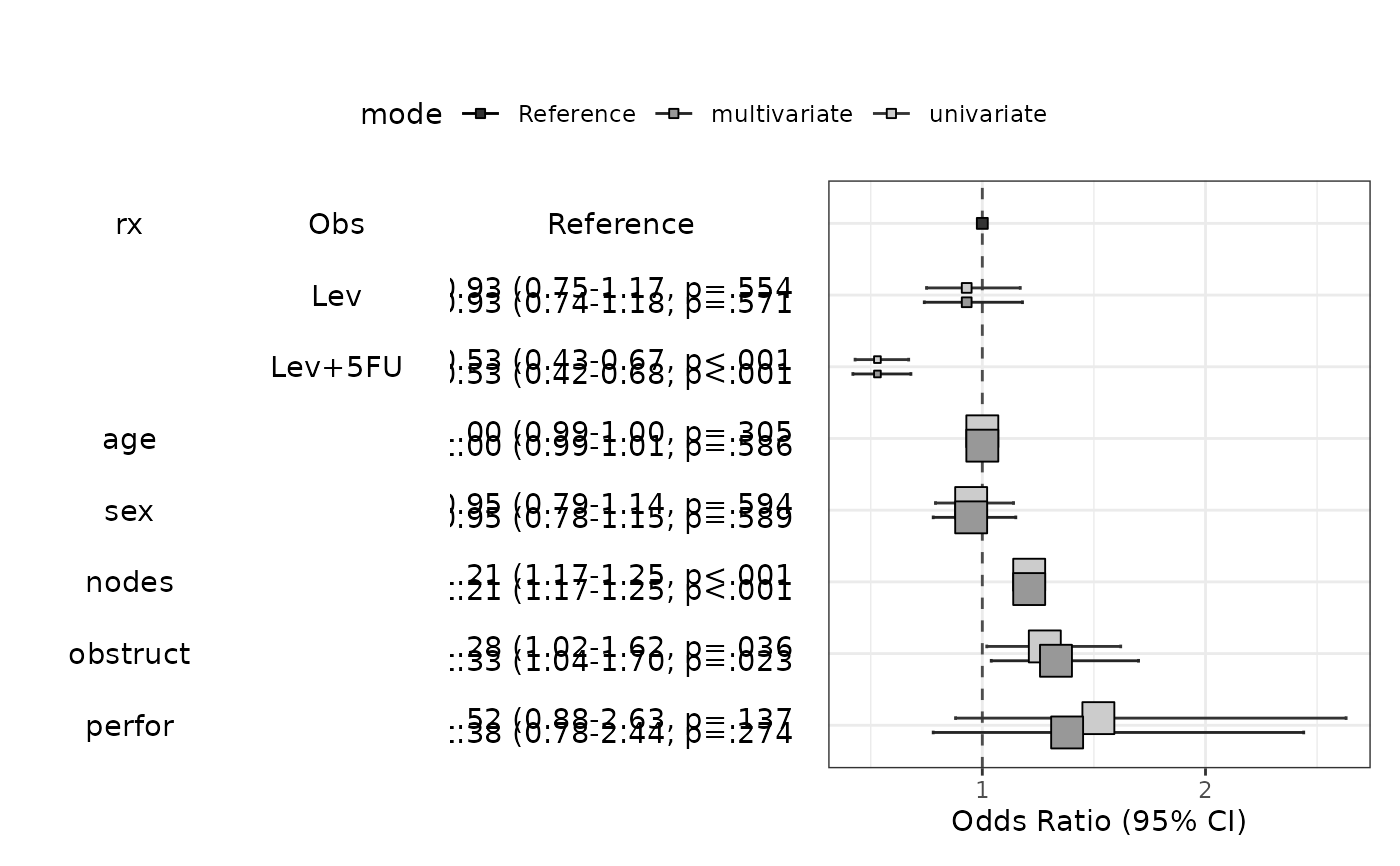 mode Reference multivariate univariate
rx Obs Reference
Lev .93 (0.75-1.17, p=.554
.93 (0.74-1.18, p=.571
Lev+5FU .53 (0.43-0.67, p<.001
.53 (0.42-0.68, p<.001
age .00 (0.99-1.00, p=.305
.00 (0.99-1.01, p=.586
sex .95 (0.79-1.14, p=.594
.95 (0.78-1.15, p=.589
nodes .21 (1.17-1.25, p<.001
.21 (1.17-1.25, p<.001
obstruct .28 (1.02-1.62, p=.036
.33 (1.04-1.70, p=.023
perfor .52 (0.88-2.63, p=.137
.38 (0.78-2.44, p=.274
1 2
Odds Ratio (95% CI)